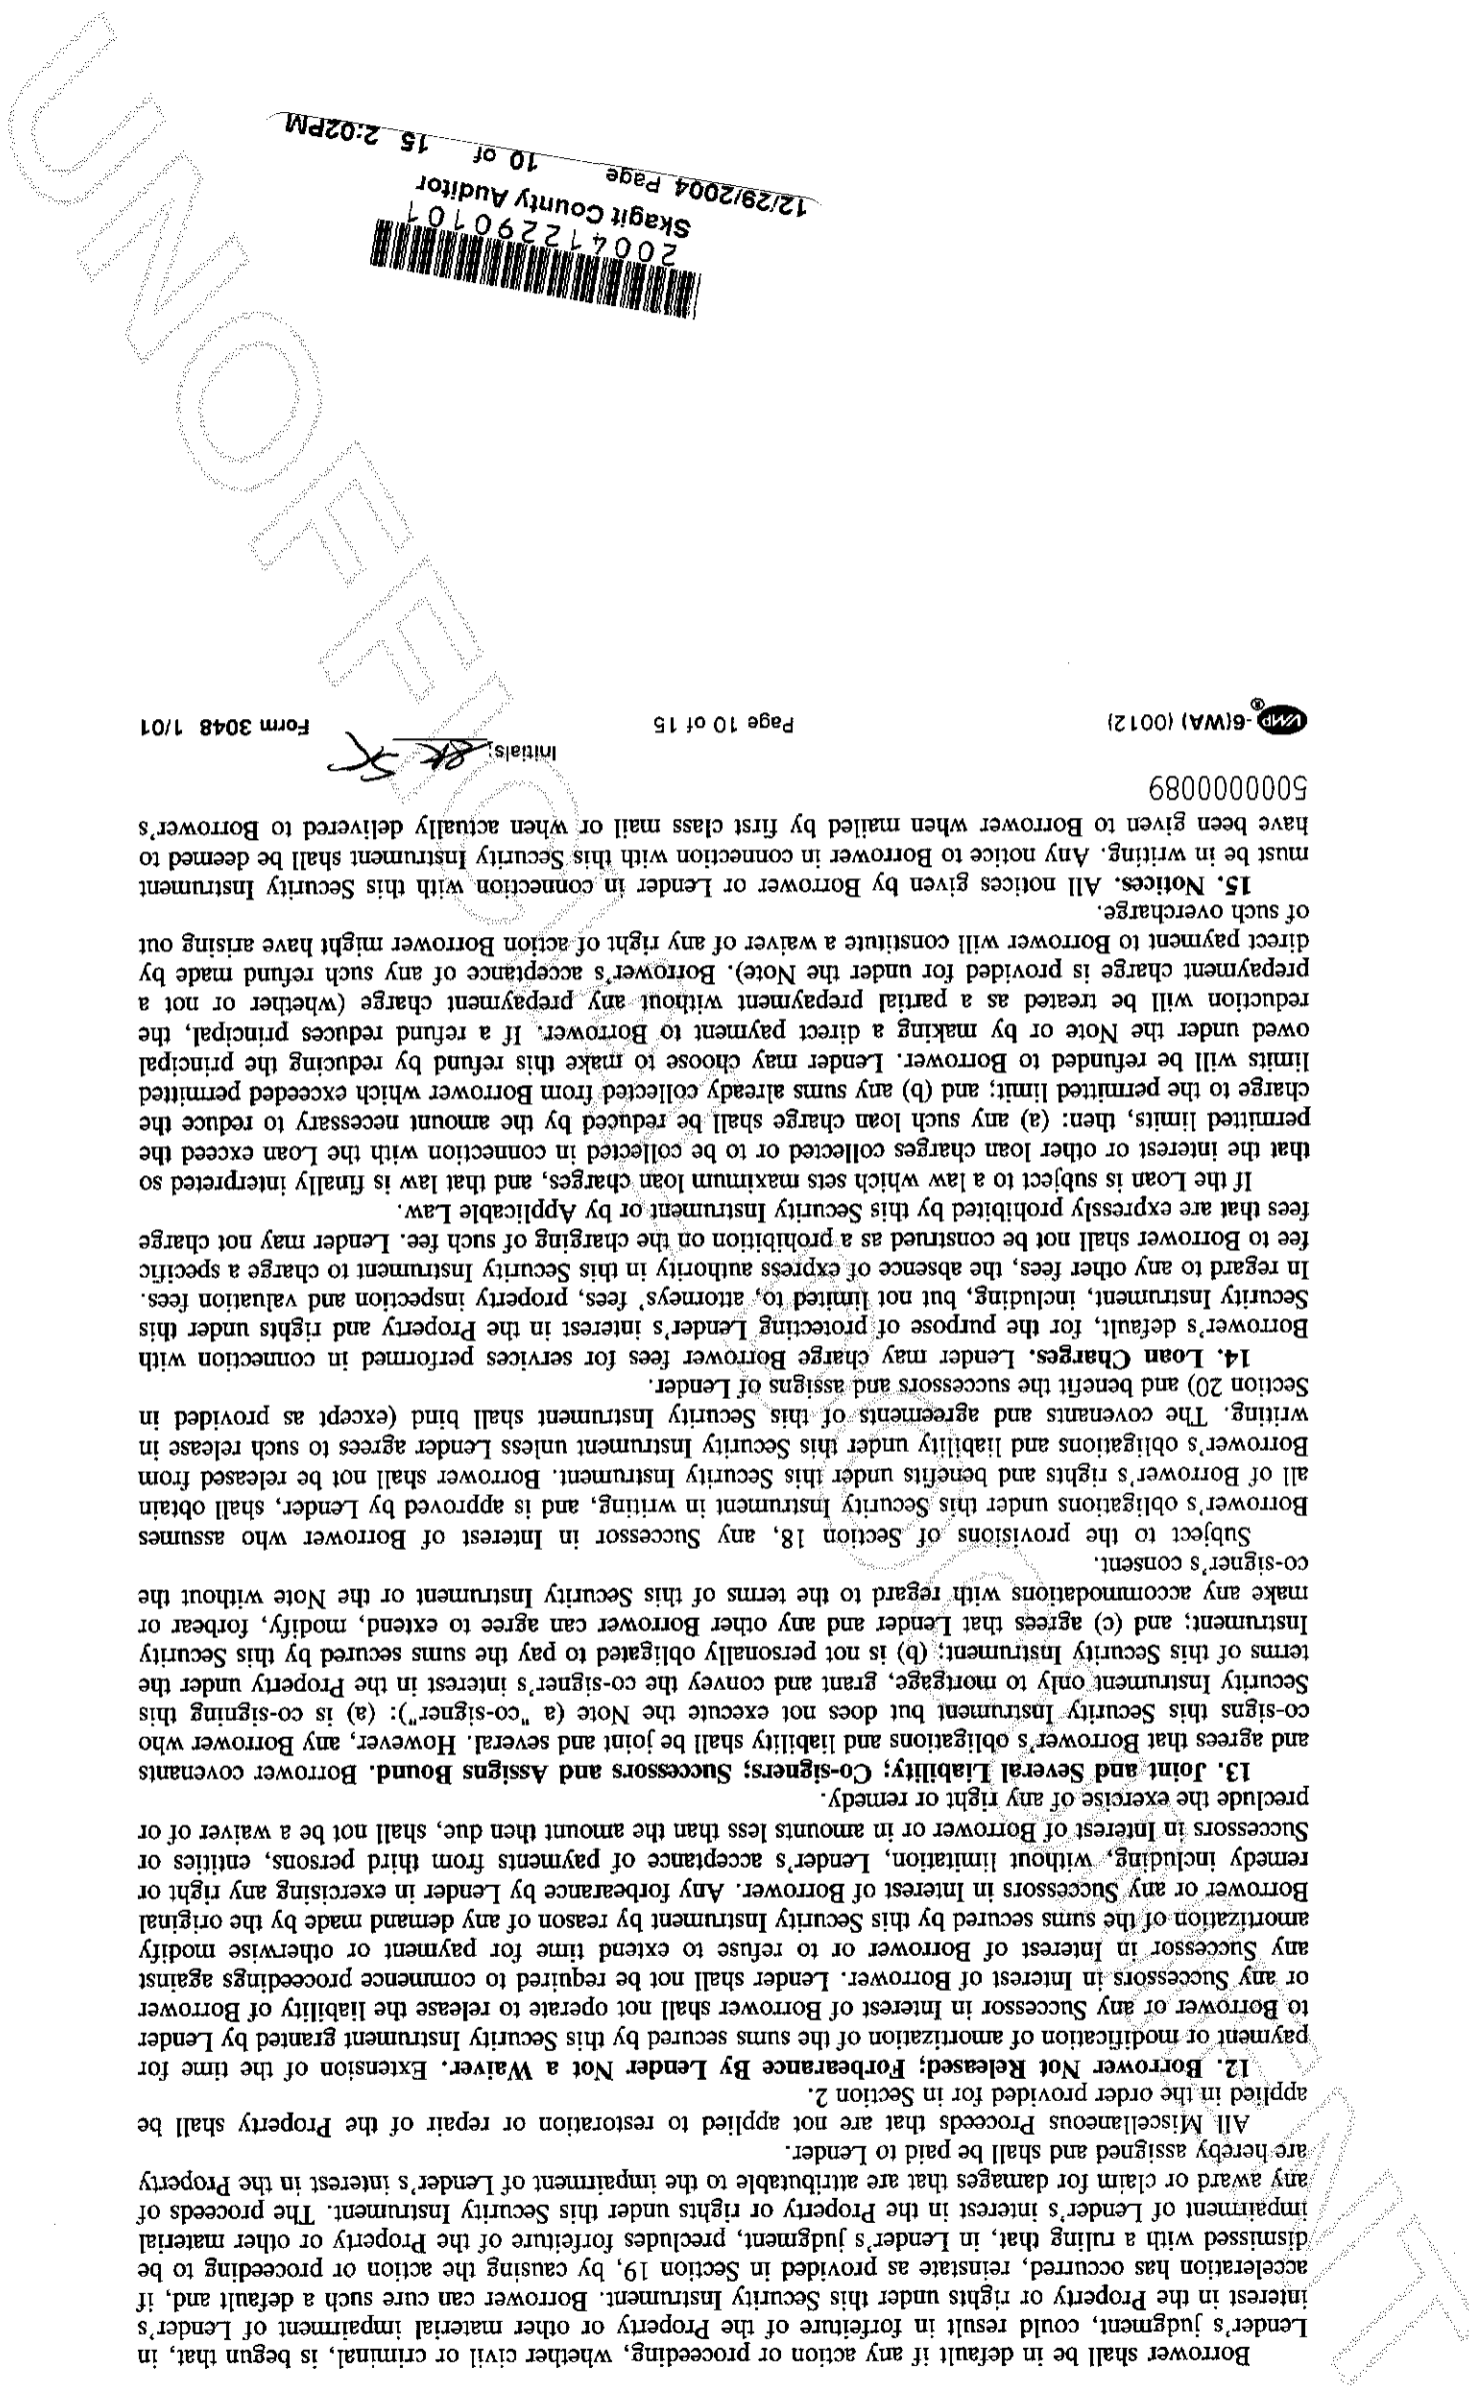 Borrower shall be in default if any action or proceeding, whether civil or criminal, is begun that, in
Lender's judgment, could result in forfeiture of the Property or other material impairment of Lender's
interest in the Property or rights under this Security Instrument. Borrower can cure such a default and, if
acceleration has occurred, reinstate as provided in Section 19, by causing the action or proceeding to be
dismissed with a ruling that, in Lender's judgment, precludes forfeiture of the Property or other material
impairment of Lender's interest in the Property or rights under this Security Instrument. The proceeds of
any award or claim for damages that are attributable to the impairment of Lender's interest in the Property
are hereby assigned and shall be paid to Lender.
All Miscellaneous Proceeds that are not applied to restoration or repair of the Property shall be
applied in the order provided for in Section 2.
12. Borrower Not Released; Forbearance By Lender Not a Waiver. Extension of the time for
payment or modification of amortization of the sums secured by this Security Instrument granted by Lender
to Borrower or any Successor in Interest of Borrower shall not operate to release the liability of Borrower
or any Successors in Interest of Borrower. Lender shall not be required to commence proceedings against
any Successor in Interest of Borrower or to refuse to extend time for payment or otherwise modify
amortization of the sums secured by this Security Instrument by reason of any demand made by the original
Borrower or any Successors in Interest of Borrower. Any forbearance by Lender in exercising any right or
remedy including, without limitation, Lender's acceptance of payments from third persons, entities or
Successors in Interest of Borrower or in amounts less than the amount then due, shall not be a waiver of or
preclude the exercise of any right or remedy.
13. Joint and Several Liability; Co-signers; Successors and Assigns Bound. Borrower covenants
and agrees that Borrower's obligations and liability shall be joint and several. However, any Borrower who
co-signs this Security Instrument but does not execute the Note (a "co-signer"): (a) is co-signing this
Security Instrument only to mortgage, grant and convey the co-signer's interest in the Property under the
terms of this Security Instrument; (b) is not personally obligated to pay the sums secured by this Security
Instrument; and (c) agrees that Lender and any other Borrower can agree to extend, modify, forbear or
make any accommodations with regard to the terms of this Security Instrument or the Note without the
co-signer's consent.
Subject to the provisions of Section 18, any Successor in Interest of Borrower who assumes
Borrower's obligations under this Security Instrument in writing, and is approved by Lender, shall obtain
all of Borrower's rights and benefits under this Security Instrument. Borrower shall not be released from
Borrower's obligations and liability under this Security Instrument unless Lender agrees to such release in
writing. The covenants and agreements of this Security Instrument shall bind (except as provided in
Section 20) and benefit the successors and assigns of Lender.
14. Loan Charges. Lender may charge Borrower fees for services performed in connection with
Borrower's default, for the purpose of protecting Lender's interest in the Property and rights under this
Security Instrument, including, but not limited to, attorneys' fees, property inspection and valuation fees.
In regard to any other fees, the absence of express authority in this Security Instrument to charge a specific
fee to Borrower shall not be construed as a prohibition on the charging of such fee. Lender may not charge
fees that are expressly prohibited by this Security Instrument or by Applicable Law.
If the Loan is subject to a law which sets maximum loan charges, and that law is finally interpreted so
that the interest or other loan charges collected or to be collected in connection with the Loan exceed the
permitted limits, then: (a) any such loan charge shall be reduced by the amount necessary to reduce the
charge to the permitted limit; and (b) any sums already collected from Borrower which exceeded permitted
limits will be refunded to Borrower. Lender may choose to make this refund by reducing the principal
owed under the Note or by making a direct payment to Borrower. If a refund reduces principal, the
reduction will be treated as a partial prepayment without any prepayment charge (whether or not a
prepayment charge is provided for under the Note). Borrower's acceptance of any such refund made by
direct payment to Borrower will constitute a waiver of any right of action Borrower might have arising out
of such overcharge.
15. Notices. All notices given by Borrower or Lender in connection with this Security Instrument
must be in writing. Any notice to Borrower in connection with this Security Instrument shall be deemed to
have been given to Borrower when mailed by first class mail or when actually delivered to Borrower's
5000000089
Initials:
VMP®-6(WA) (0012) Page 10 of 15 Form 3048 1/01
200412290101
Skagit County Auditor
12/29/2004 Page 10 of 15 2:02PM
UNOFFICIAL DOCUMENT